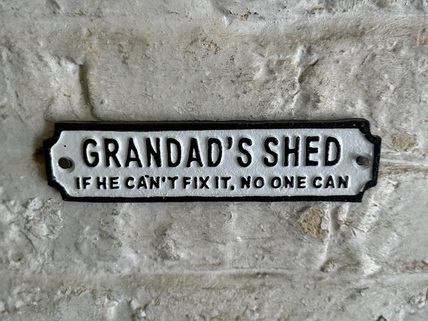 GRANDAD'S SHED
IF HE CAN'T FIX IT, NO ONE CAN